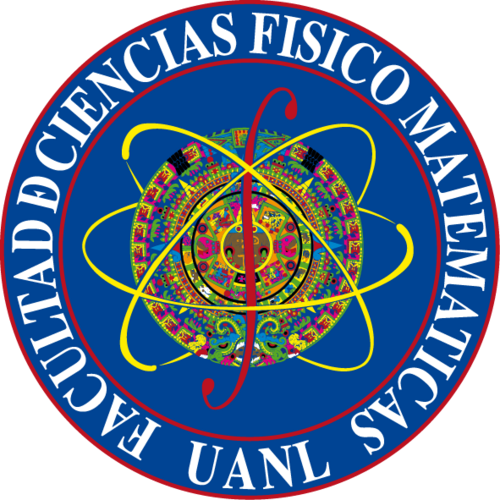 FACULTAD DE CIENCIAS FISICO MATEMATICAS
UANL